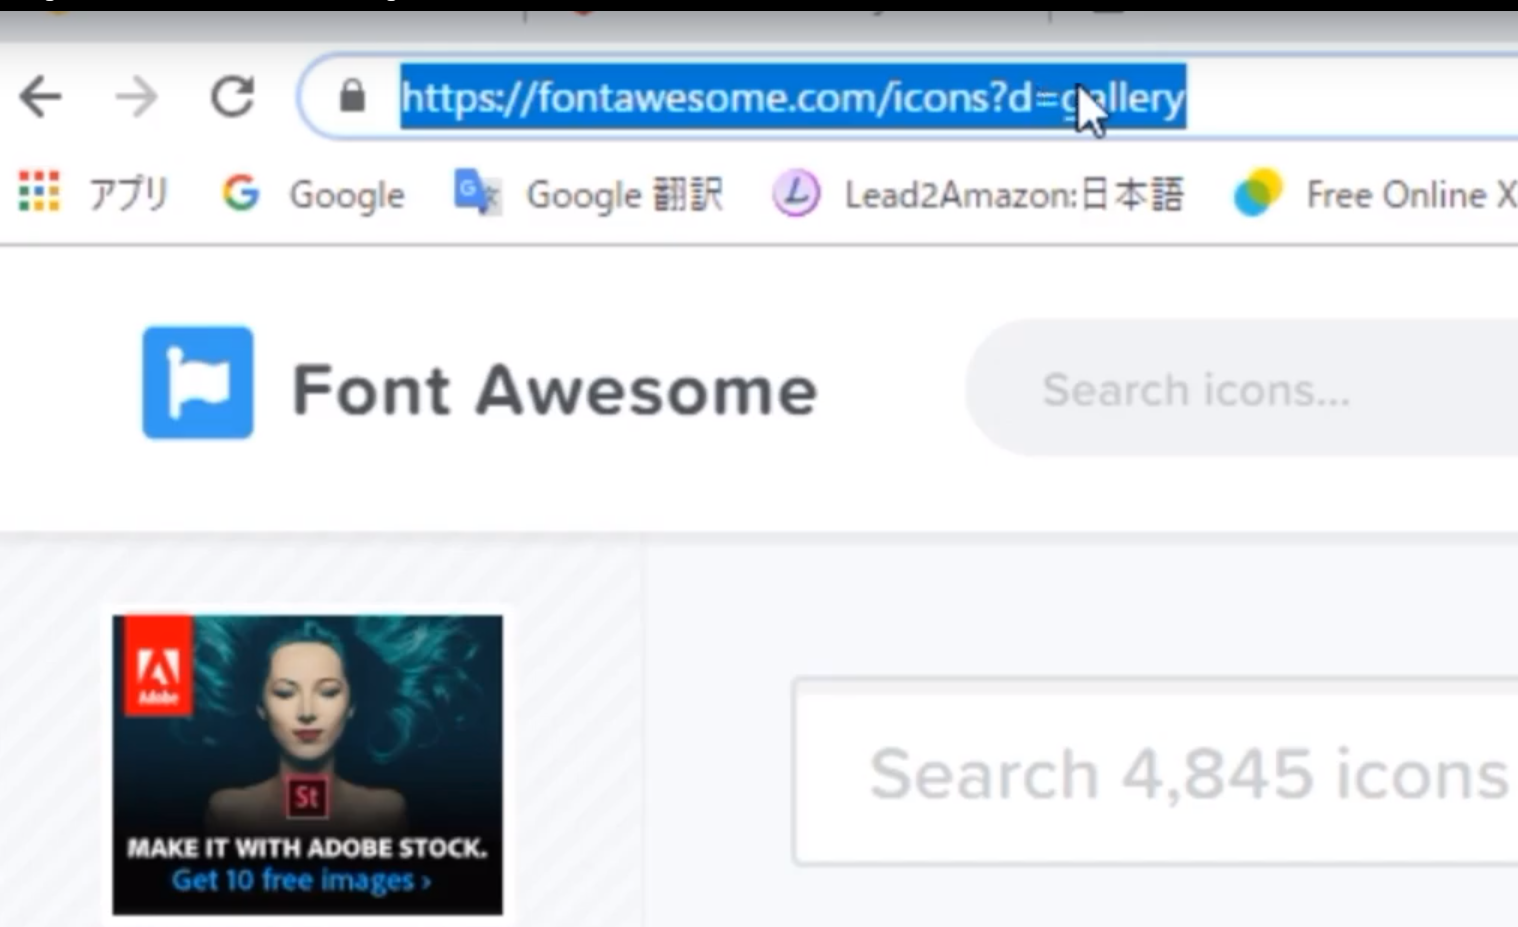 https://fontawesome.com/icons?d=gallery
アプリ Google Google 翻訳 Lead2Amazon:日本語 Free Online X
Font Awesome
Search icons...
Adobe
St
MAKE IT WITH ADOBE STOCK.
Get 10 free images ›
Search 4,845 icons